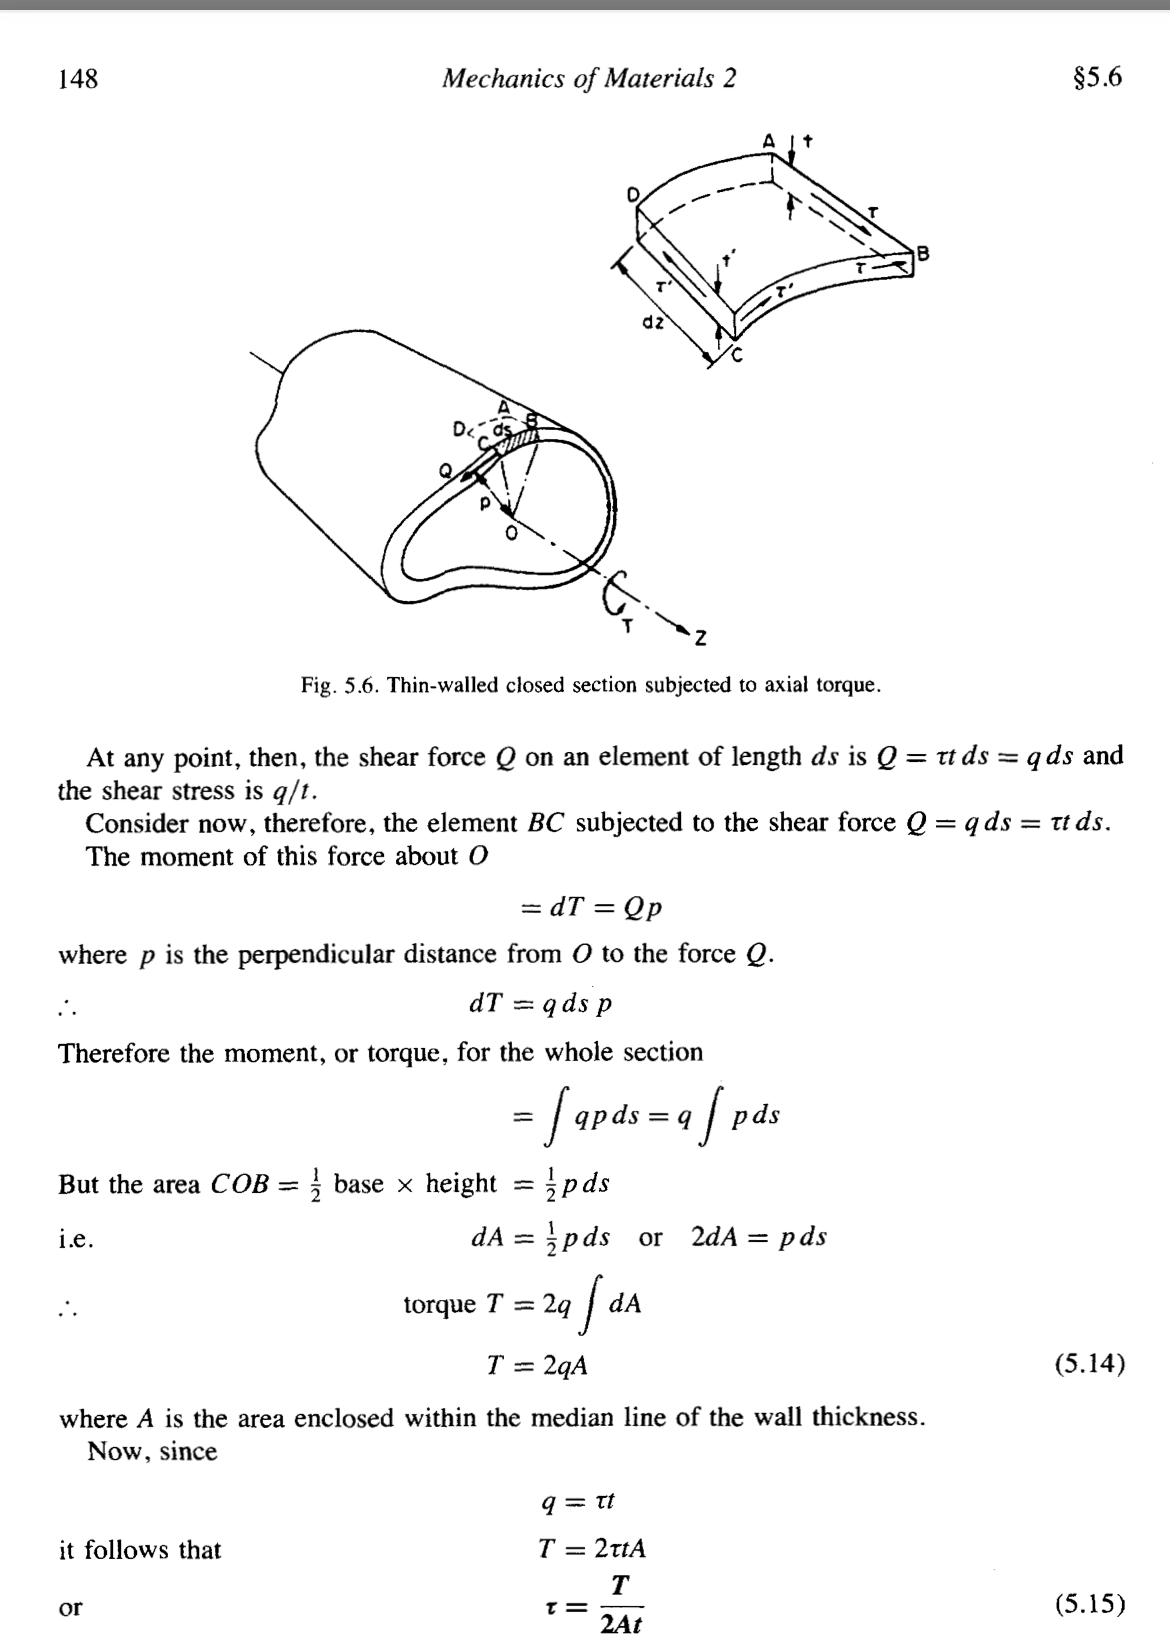 148 Mechanics of Materials 2 §5.6
A t
D
τ
B
t'
τ
τ'
τ'
dz
C
A
B
D ds
C
Q
p
O
T
Z
Fig. 5.6. Thin-walled closed section subjected to axial torque.
At any point, then, the shear force Q on an element of length ds is Q = τt ds = q ds and
the shear stress is q/t.
Consider now, therefore, the element BC subjected to the shear force Q = q ds = τt ds.
The moment of this force about O
= dT = Qp
where p is the perpendicular distance from O to the force Q.
∴ dT = q ds p
Therefore the moment, or torque, for the whole section
= ∫ qp ds = q ∫ p ds
But the area COB = ½ base × height = ½ p ds
i.e. dA = ½ p ds or 2dA = p ds
∴ torque T = 2q ∫ dA
T = 2qA (5.14)
where A is the area enclosed within the median line of the wall thickness.
Now, since
q = τt
it follows that T = 2τtA
or τ = T / 2At (5.15)